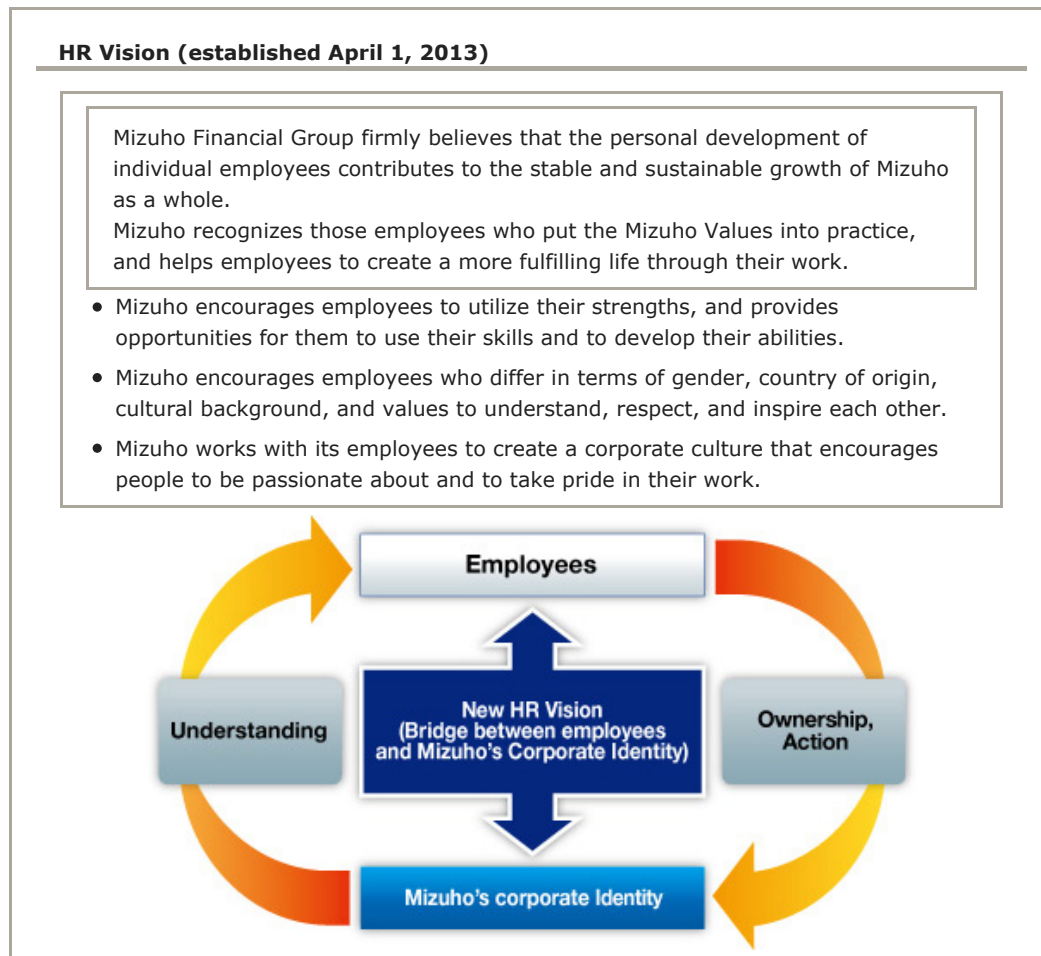 HR Vision (established April 1, 2013)
Mizuho Financial Group firmly believes that the personal development of
individual employees contributes to the stable and sustainable growth of Mizuho
as a whole.
Mizuho recognizes those employees who put the Mizuho Values into practice,
and helps employees to create a more fulfilling life through their work.
• Mizuho encourages employees to utilize their strengths, and provides
opportunities for them to use their skills and to develop their abilities.
• Mizuho encourages employees who differ in terms of gender, country of origin,
cultural background, and values to understand, respect, and inspire each other.
• Mizuho works with its employees to create a corporate culture that encourages
people to be passionate about and to take pride in their work.
Employees
Understanding
New HR Vision
(Bridge between employees
and Mizuho's Corporate Identity)
Ownership,
Action
Mizuho's corporate Identity